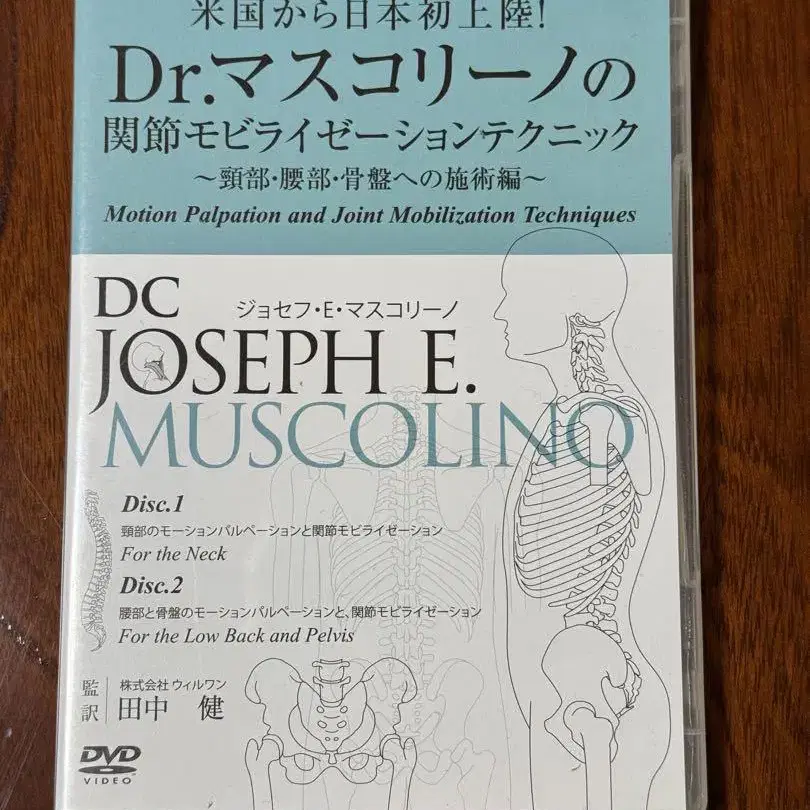 米国から日本初上陸!
Dr.マスコリーノの
関節モビライゼーションテクニック
～頸部・腰部・骨盤への施術編～
Motion Palpation and Joint Mobilization Techniques
DC
ジョセフ・E・マスコリーノ
JOSEPH E.
MUSCOLINO
Disc.1
頸部のモーションパルペーションと関節モビライゼーション
For the Neck
Disc.2
腰部と骨盤のモーションパルペーションと、関節モビライゼーション
For the Low Back and Pelvis
監訳
株式会社 ウィルワン
田中 健
DVD
VIDEO